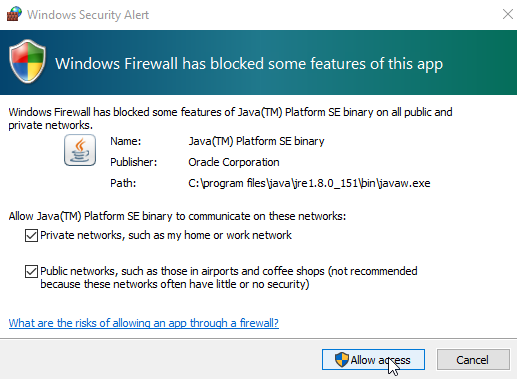 Windows Security Alert
Windows Firewall has blocked some features of this app
Windows Firewall has blocked some features of Java(TM) Platform SE binary on all public and
private networks.
Name: Java(TM) Platform SE binary
Publisher: Oracle Corporation
Path: C:\program files\java\jre1.8.0_151\bin\javaw.exe
Allow Java(TM) Platform SE binary to communicate on these networks:
Private networks, such as my home or work network
Public networks, such as those in airports and coffee shops (not recommended
because these networks often have little or no security)
What are the risks of allowing an app through a firewall?
Allow access Cancel